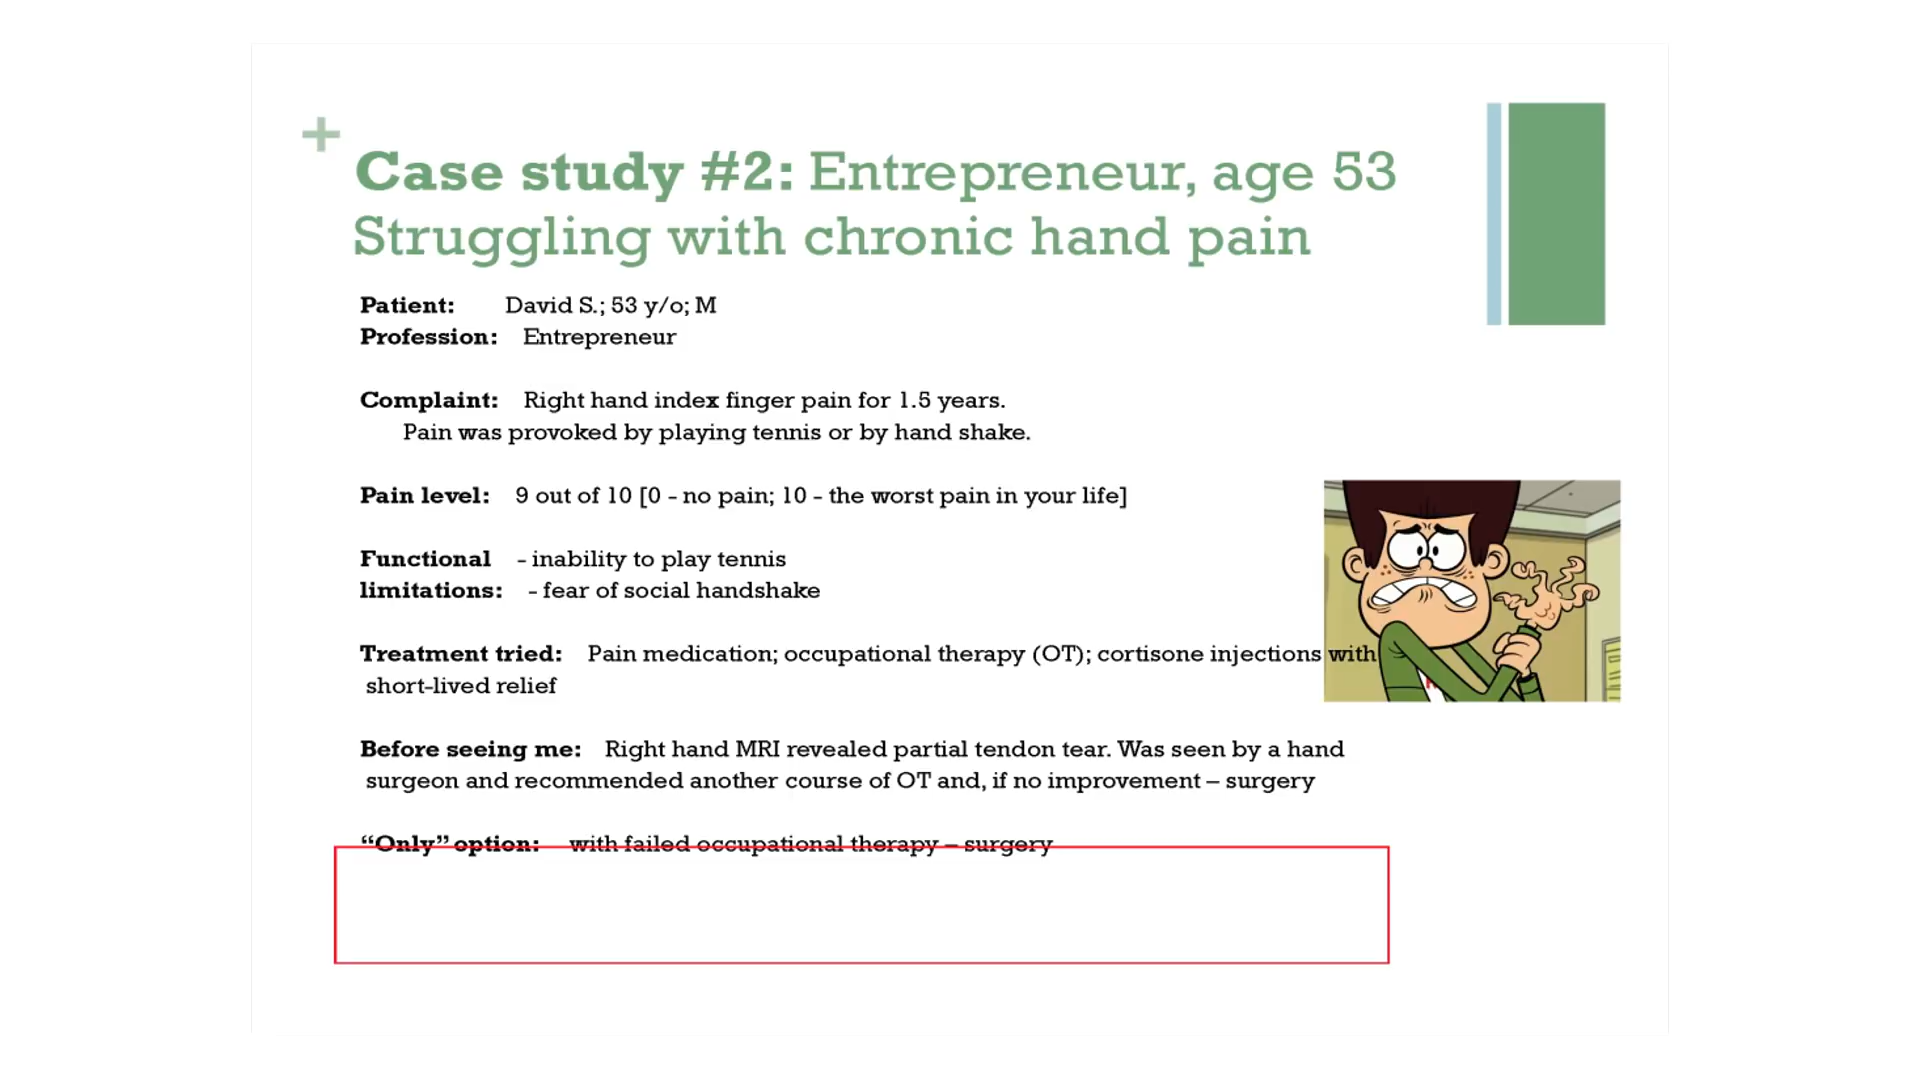 +
Case study #2: Entrepreneur, age 53
Struggling with chronic hand pain
Patient: David S.; 53 y/o; M
Profession: Entrepreneur
Complaint: Right hand index finger pain for 1.5 years.
Pain was provoked by playing tennis or by hand shake.
Pain level: 9 out of 10 [0 - no pain; 10 - the worst pain in your life]
Functional - inability to play tennis
limitations: - fear of social handshake
Treatment tried: Pain medication; occupational therapy (OT); cortisone injections with
short-lived relief
Before seeing me: Right hand MRI revealed partial tendon tear. Was seen by a hand
surgeon and recommended another course of OT and, if no improvement – surgery
“Only” option: with failed occupational therapy – surgery